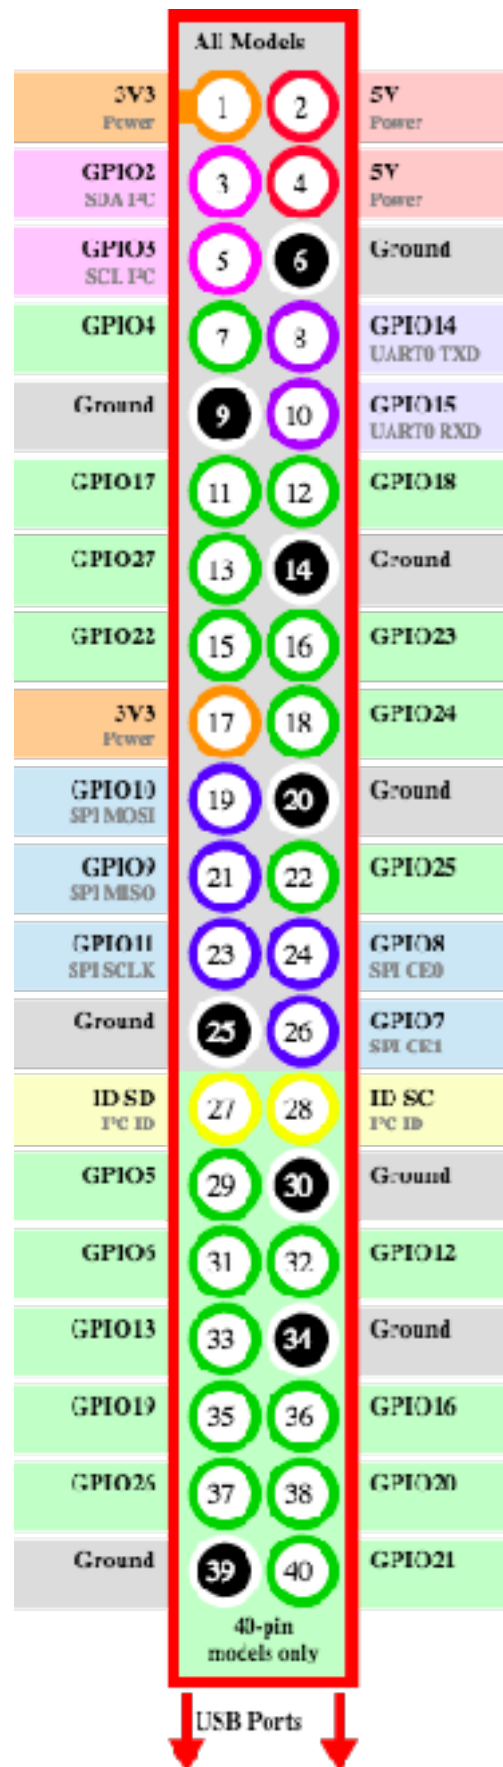 All Models
3V3 1 2 5V
Power Power
GPIO2 3 4 5V
SDA I²C Power
GPIO3 5 6 Ground
SCL I²C
GPIO4 7 8 GPIO14
UART0 TXD
Ground 9 10 GPIO15
UART0 RXD
GPIO17 11 12 GPIO18
GPIO27 13 14 Ground
GPIO22 15 16 GPIO23
3V3 17 18 GPIO24
Power
GPIO10 19 20 Ground
SPI MOSI
GPIO9 21 22 GPIO25
SPI MISO
GPIO11 23 24 GPIO8
SPI SCLK SPI CE0
Ground 25 26 GPIO7
SPI CE1
ID SD 27 28 ID SC
I²C ID I²C ID
GPIO5 29 30 Ground
GPIO6 31 32 GPIO12
GPIO13 33 34 Ground
GPIO19 35 36 GPIO16
GPIO26 37 38 GPIO20
Ground 39 40 GPIO21
40-pin
models only
USB Ports